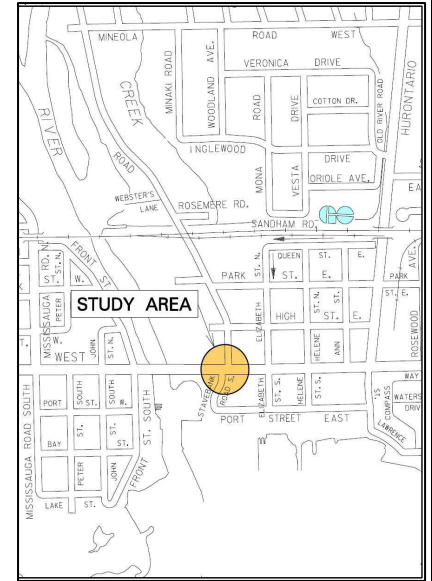 MINEOLA ROAD WEST
MINAKI ROAD
WOODLAND AVE.
VERONICA DRIVE
CREEK
ROAD
DRIVE
COTTON DR.
OLD RIVER ROAD
HURONTARIO
RIVER
INGLEWOOD
DRIVE
ROAD
MONA
VESTA
ORIOLE AVE.
WEBSTER'S
LANE
ROSEMERE RD.
EA
SANDHAM RD.
FRONT ST
QUEEN ST. E.
RD. N.
ST. W.
PARK ST. E.
ST. N.
PARK
ST. E.
AVE.
MISSISSAUGA
PETER
STUDY AREA
ELIZABETH
HIGH ST. E.
ST. N.
ST.
W.
T.
WEST
JOHN
ST. N.
HELENE
ANN
ROSEWOOD
PORT
SOUTH
ST.
SOUTH
W.
STAVEBANK
ROAD S.
ELIZABETH
ST. S.
HELENE
ST. S.
WAY
ST.
COMPASS
WATERS
DRIV
LAWRENCE
PORT STREET EAST
BAY
ST.
ST.
ST. SOUTH
MISSISSAUGA ROAD SOUTH
PETER
JOHN
FRONT
LAKE ST.